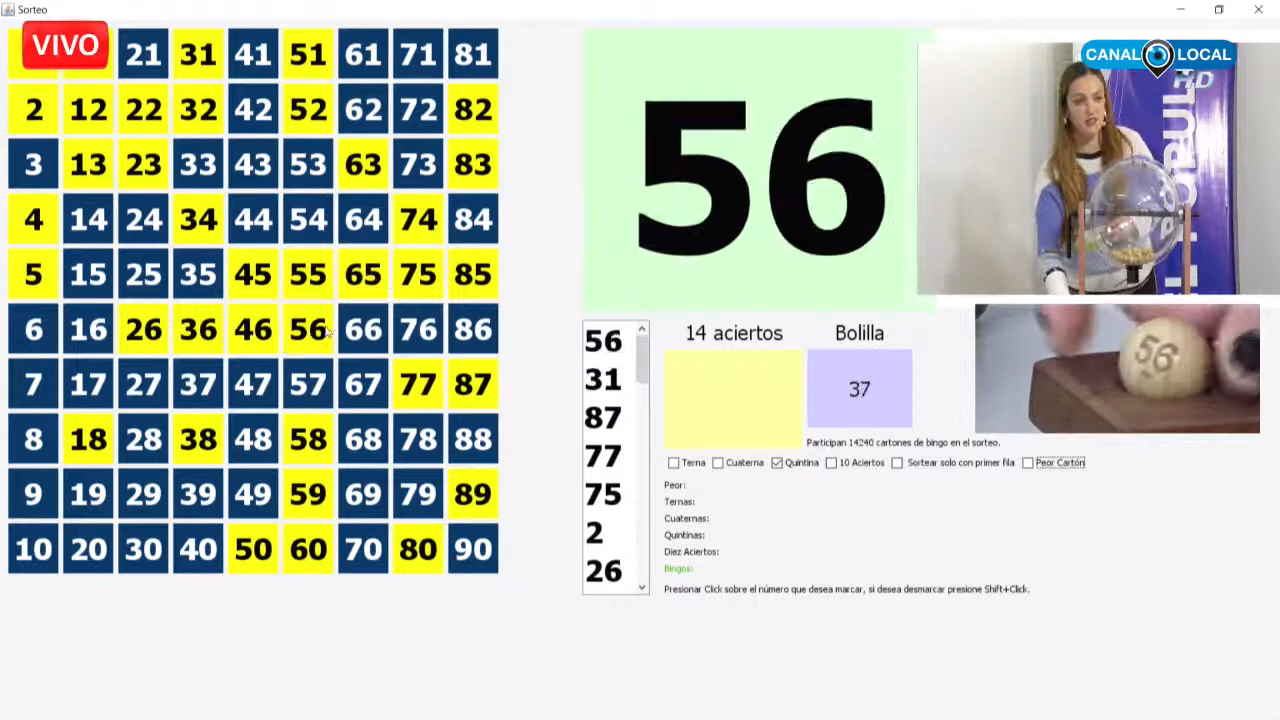 Sorteo
VIVO
21 31 41 51 61 71 81
2 12 22 32 42 52 62 72 82
3 13 23 33 43 53 63 73 83
4 14 24 34 44 54 64 74 84
5 15 25 35 45 55 65 75 85
6 16 26 36 46 56 66 76 86
7 17 27 37 47 57 67 77 87
8 18 28 38 48 58 68 78 88
9 19 29 39 49 59 69 79 89
10 20 30 40 50 60 70 80 90
56
CANAL LOCAL
HD
56
31
87
77
75
2
26
14 aciertos
Bolilla
37
56
Participan 14240 cartones de bingo en el sorteo.
Terna Cuaterna Quintina 10 Aciertos Sortear solo con primer fila Peor Cartón
Peor:
Ternas:
Cuaternas:
Quintinas:
Diez Aciertos:
Bingos:
Presionar Click sobre el número que desea marcar, si desea desmarcar presione Shift+Click.